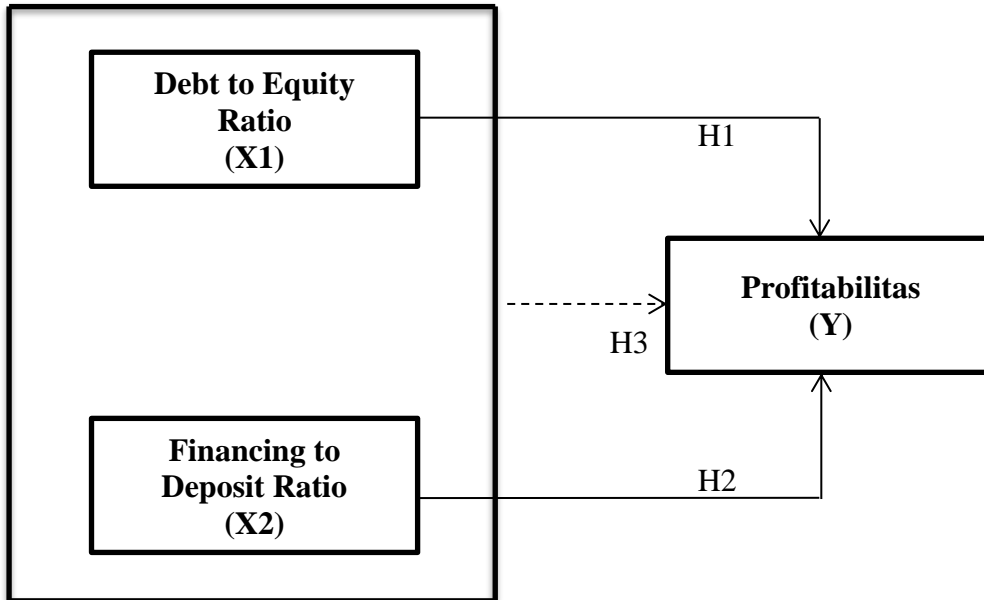 Debt to Equity
Ratio
(X1)
H1
Profitabilitas
(Y)
H3
Financing to
Deposit Ratio
(X2)
H2